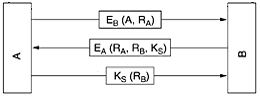 E_B (A, R_A)
E_A (R_A, R_B, K_S)
K_S (R_B)
A
B